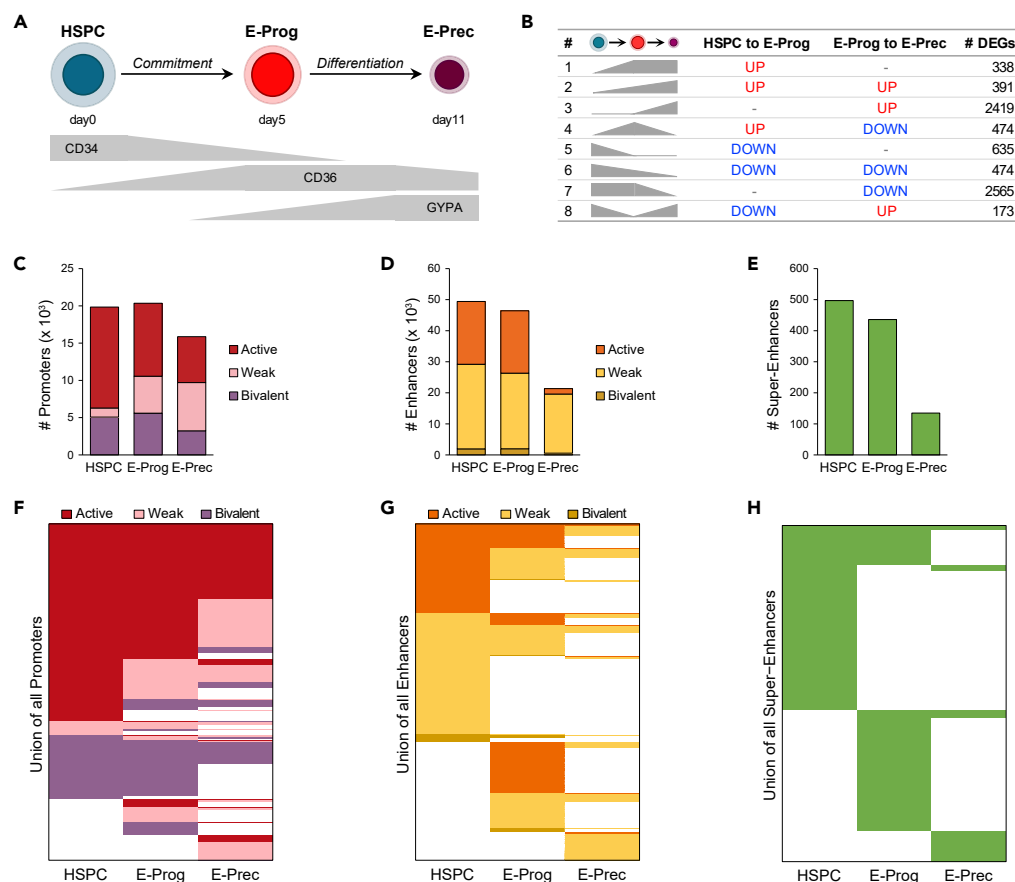 A
HSPC
E-Prog
E-Prec
Commitment
Differentiation
day0
day5
day11
CD34
CD36
GYPA
B
# HSPC to E-Prog E-Prog to E-Prec # DEGs
1 UP - 338
2 UP UP 391
3 - UP 2419
4 UP DOWN 474
5 DOWN - 635
6 DOWN DOWN 474
7 - DOWN 2565
8 DOWN UP 173
C
# Promoters (x 10³)
25
20
15
10
5
0
HSPC E-Prog E-Prec
Active
Weak
Bivalent
D
# Enhancers (x 10³)
60
50
40
30
20
10
0
HSPC E-Prog E-Prec
Active
Weak
Bivalent
E
# Super-Enhancers
600
500
400
300
200
100
0
HSPC E-Prog E-Prec
F
Active Weak Bivalent
Union of all Promoters
HSPC E-Prog E-Prec
G
Active Weak Bivalent
Union of all Enhancers
HSPC E-Prog E-Prec
H
Union of all Super−Enhancers
HSPC E-Prog E-Prec